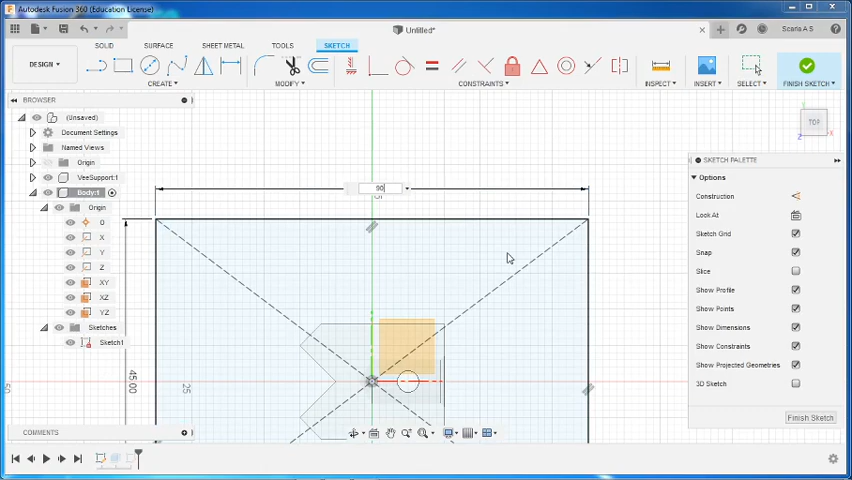 Autodesk Fusion 360 (Education License)
Untitled*
Scaria A S
SOLID SURFACE SHEET METAL TOOLS SKETCH
DESIGN
CREATE MODIFY CONSTRAINTS INSPECT INSERT SELECT FINISH SKETCH
BROWSER
(Unsaved)
Document Settings
Named Views
Origin
VeeSupport:1
Body:1
Origin
O
X
Y
Z
XY
XZ
YZ
Sketches
Sketch1
90
45.00
25
50
TOP
X
Z
SKETCH PALETTE
Options
Construction
Look At
Sketch Grid
Snap
Slice
Show Profile
Show Points
Show Dimensions
Show Constraints
Show Projected Geometries
3D Sketch
Finish Sketch
COMMENTS